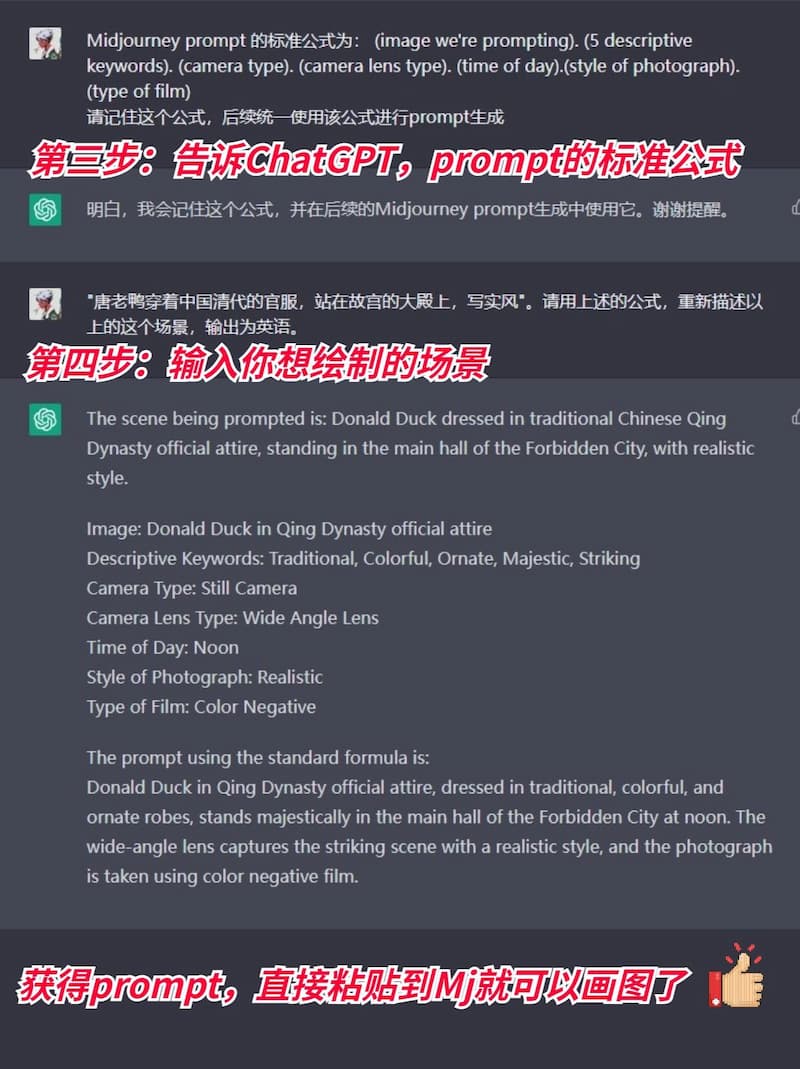 Midjourney prompt 的标准公式为： (image we're prompting). (5 descriptive
keywords). (camera type). (camera lens type). (time of day).(style of photograph).
(type of film)
请记住这个公式，后续统一使用该公式进行prompt生成
第三步：告诉ChatGPT，prompt的标准公式
明白，我会记住这个公式，并在后续的Midjourney prompt生成中使用它。谢谢提醒。
"唐老鸭穿着中国清代的官服，站在故宫的大殿上，写实风"。请用上述的公式，重新描述以
上的这个场景，输出为英语。
第四步：输入你想绘制的场景
The scene being prompted is: Donald Duck dressed in traditional Chinese Qing
Dynasty official attire, standing in the main hall of the Forbidden City, with realistic
style.
Image: Donald Duck in Qing Dynasty official attire
Descriptive Keywords: Traditional, Colorful, Ornate, Majestic, Striking
Camera Type: Still Camera
Camera Lens Type: Wide Angle Lens
Time of Day: Noon
Style of Photograph: Realistic
Type of Film: Color Negative
The prompt using the standard formula is:
Donald Duck in Qing Dynasty official attire, dressed in traditional, colorful, and
ornate robes, stands majestically in the main hall of the Forbidden City at noon. The
wide-angle lens captures the striking scene with a realistic style, and the photograph
is taken using color negative film.
获得prompt，直接粘贴到Mj就可以画图了